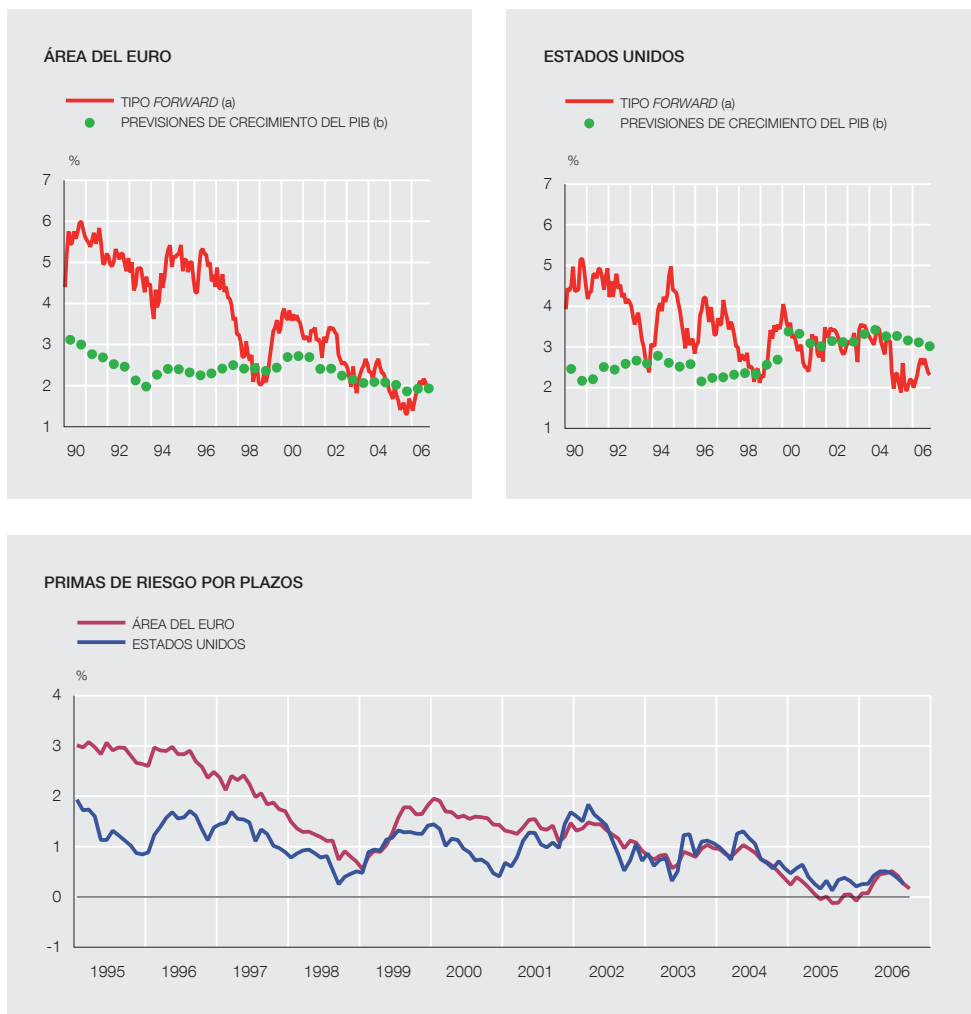 ÁREA DEL EURO
TIPO FORWARD (a)
PREVISIONES DE CRECIMIENTO DEL PIB (b)
%
7
6
5
4
3
2
1
90 92 94 96 98 00 02 04 06
ESTADOS UNIDOS
TIPO FORWARD (a)
PREVISIONES DE CRECIMIENTO DEL PIB (b)
%
7
6
5
4
3
2
1
90 92 94 96 98 00 02 04 06
PRIMAS DE RIESGO POR PLAZOS
ÁREA DEL EURO
ESTADOS UNIDOS
%
4
3
2
1
0
-1
1995 1996 1997 1998 1999 2000 2001 2002 2003 2004 2005 2006